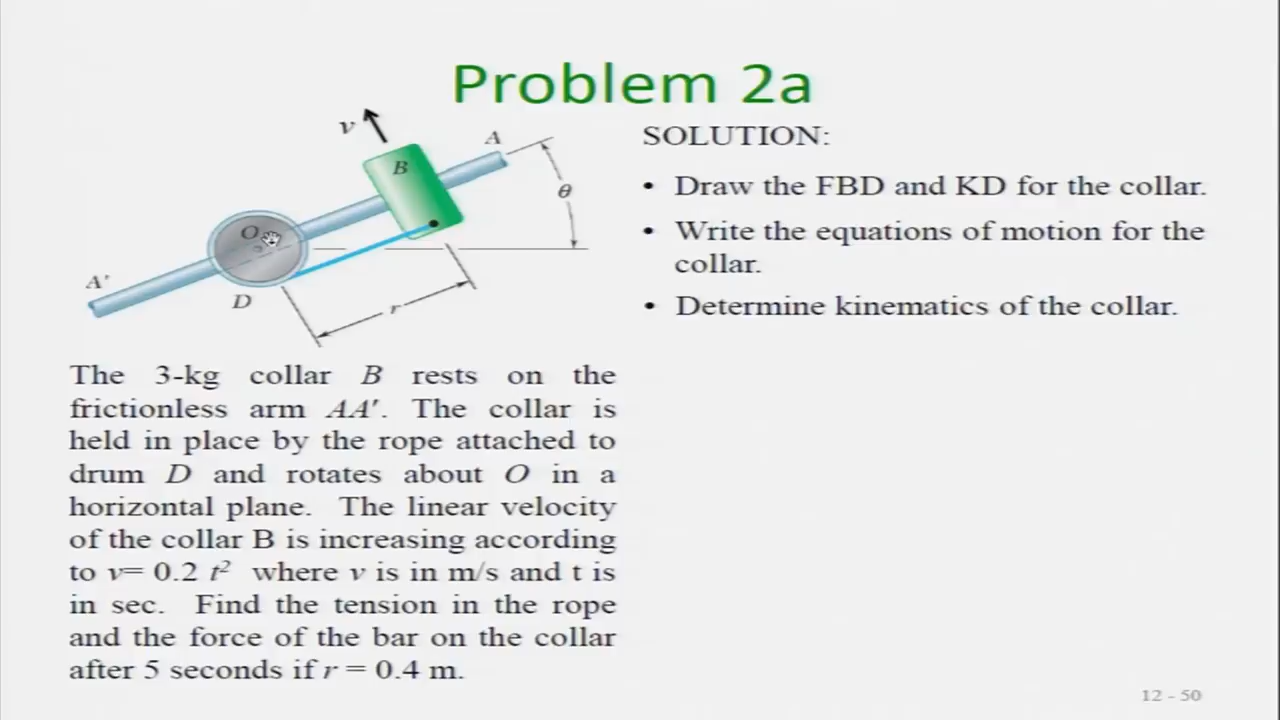 Problem 2a
v
B
A
θ
O
A'
D
r
SOLUTION:
• Draw the FBD and KD for the collar.
• Write the equations of motion for the
collar.
• Determine kinematics of the collar.
The 3-kg collar B rests on the
frictionless arm AA′. The collar is
held in place by the rope attached to
drum D and rotates about O in a
horizontal plane. The linear velocity
of the collar B is increasing according
to v= 0.2 t² where v is in m/s and t is
in sec. Find the tension in the rope
and the force of the bar on the collar
after 5 seconds if r = 0.4 m.
12 - 50